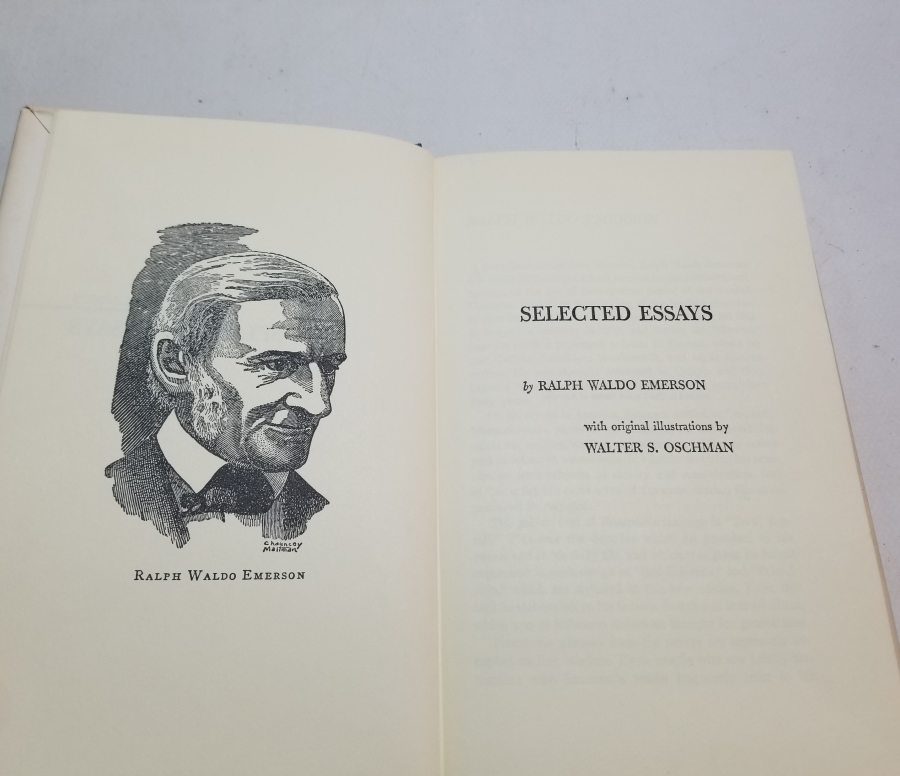 Chauncey
Maltman
RALPH WALDO EMERSON
SELECTED ESSAYS
by RALPH WALDO EMERSON
with original illustrations by
WALTER S. OSCHMAN